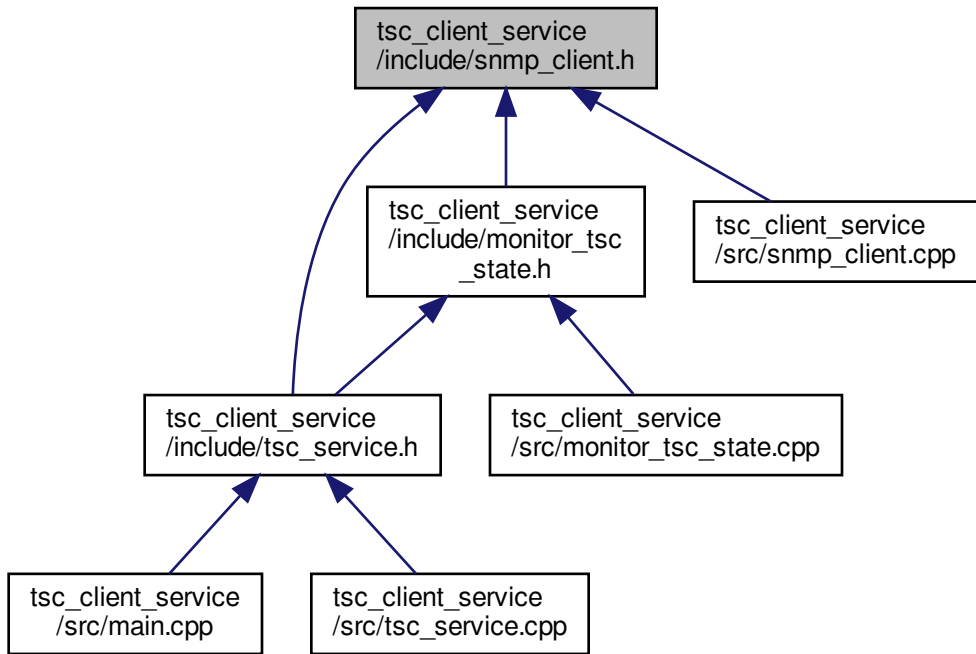 tsc_client_service
/include/snmp_client.h
tsc_client_service
/include/monitor_tsc
_state.h
tsc_client_service
/src/snmp_client.cpp
tsc_client_service
/include/tsc_service.h
tsc_client_service
/src/monitor_tsc_state.cpp
tsc_client_service
/src/main.cpp
tsc_client_service
/src/tsc_service.cpp